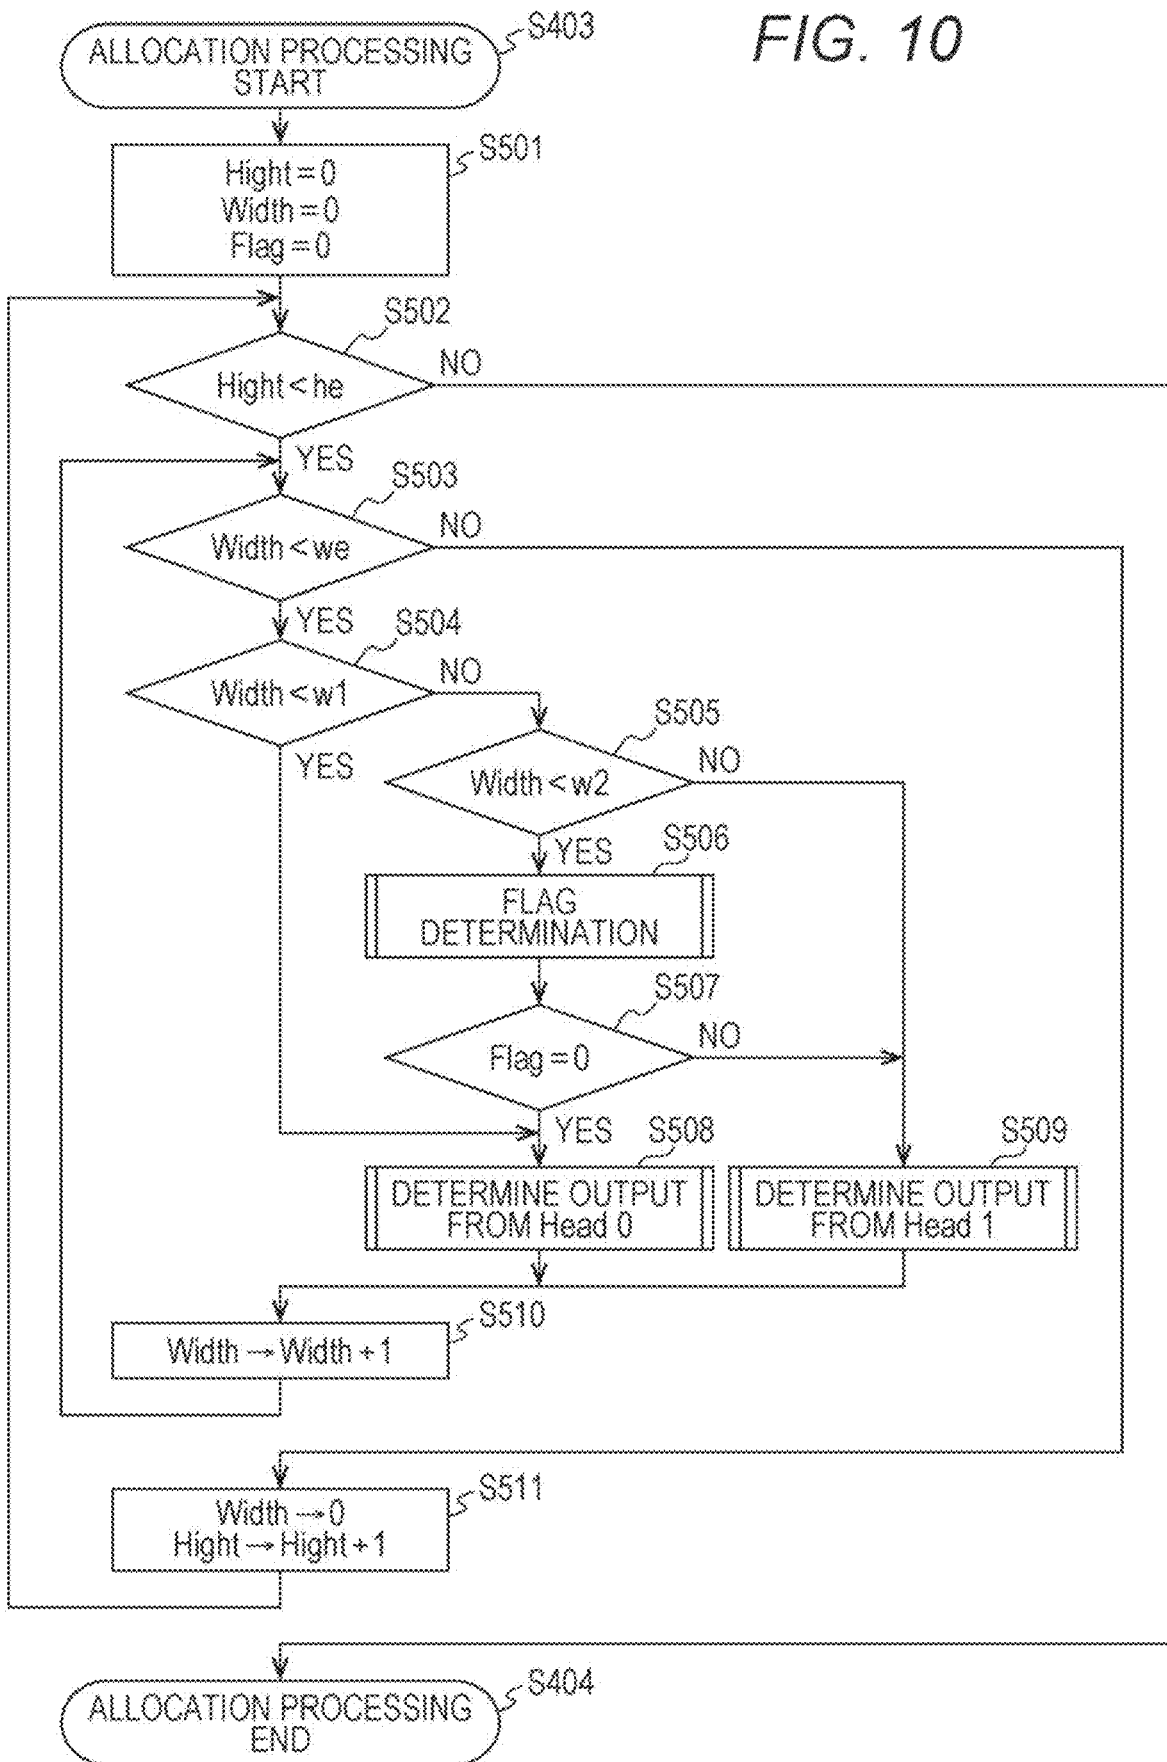 FIG. 10
ALLOCATION PROCESSING
START
S403
S501
Hight=0
Width=0
Flag=0
S502
Hight<he
NO
YES
S503
Width<we
NO
YES
S504
Width<w1
NO
YES
S505
Width<w2
NO
YES
S506
FLAG
DETERMINATION
S507
Flag=0
NO
YES
S508
DETERMINE OUTPUT
FROM Head 0
S509
DETERMINE OUTPUT
FROM Head 1
S510
Width→Width+1
S511
Width→0
Hight→Hight+1
S404
ALLOCATION PROCESSING
END